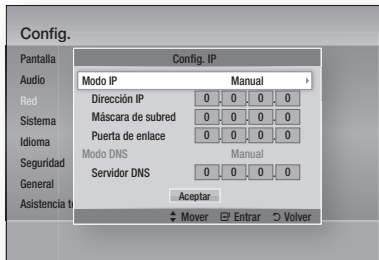 Config.
Pantalla
Audio
Red
Sistema
Idioma
Seguridad
General
Asistencia
Config. IP
Modo IP Manual
Dirección IP 0 . 0 . 0 . 0
Máscara de subred 0 . 0 . 0 . 0
Puerta de enlace 0 . 0 . 0 . 0
Modo DNS Manual
Servidor DNS 0 . 0 . 0 . 0
Aceptar
Mover Entrar Volver